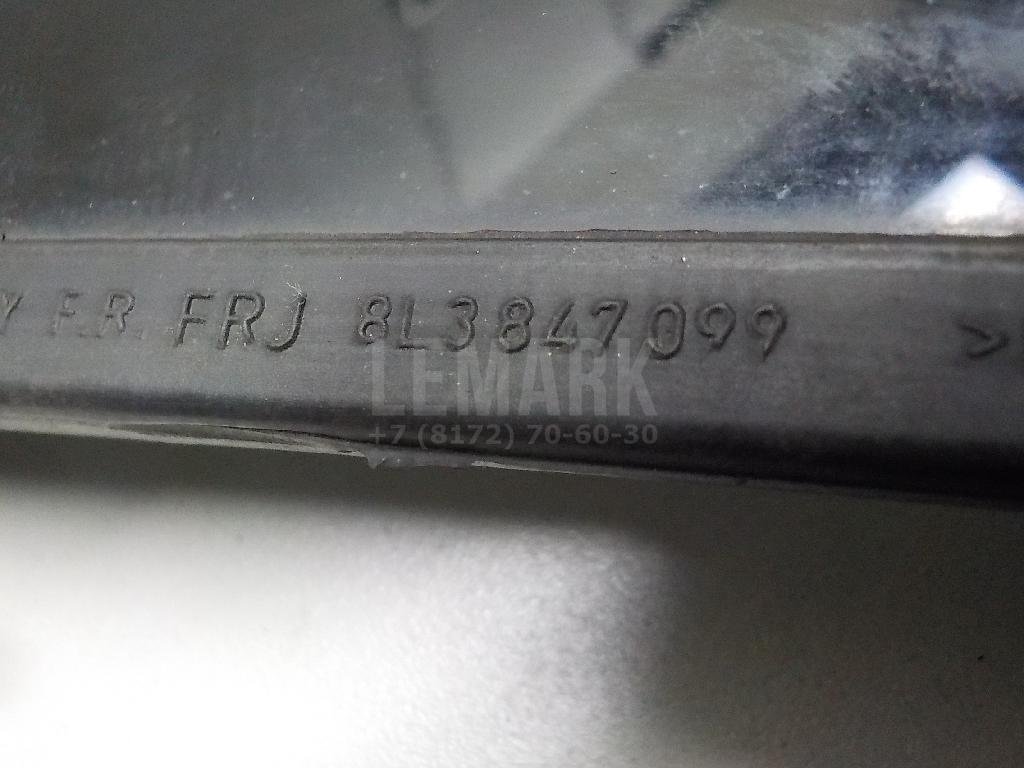 Y F.R. FRJ 8L3847099 >
LEMARK
+7 (8172) 70-60-30